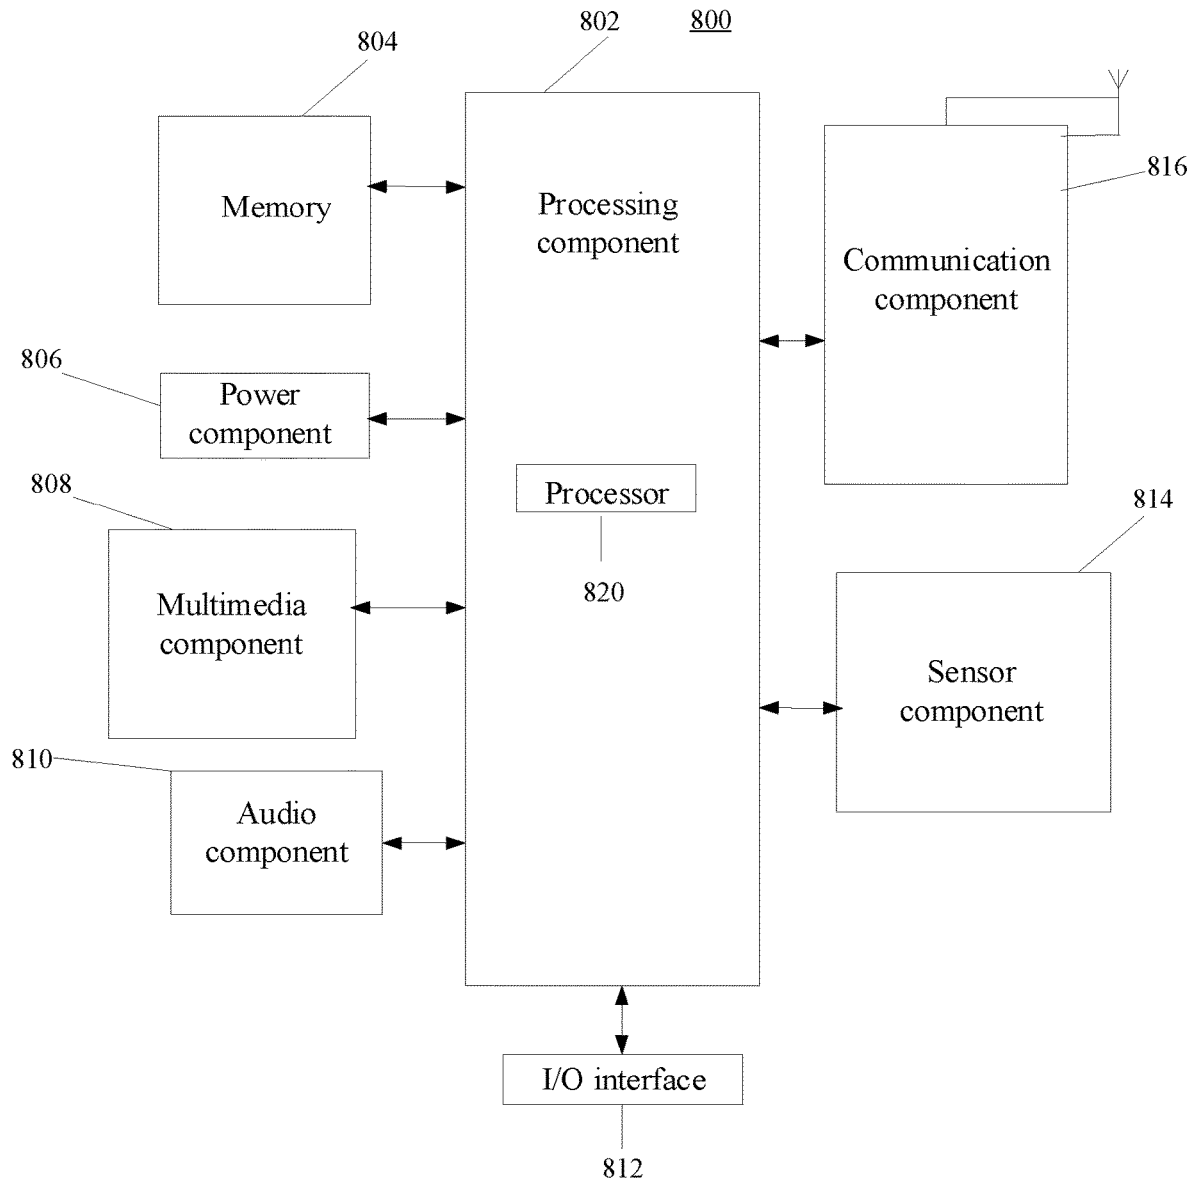 802
800
804
Memory
Processing
component
816
Communication
component
806
Power
component
808
Processor
820
814
Multimedia
component
Sensor
component
810
Audio
component
I/O interface
812